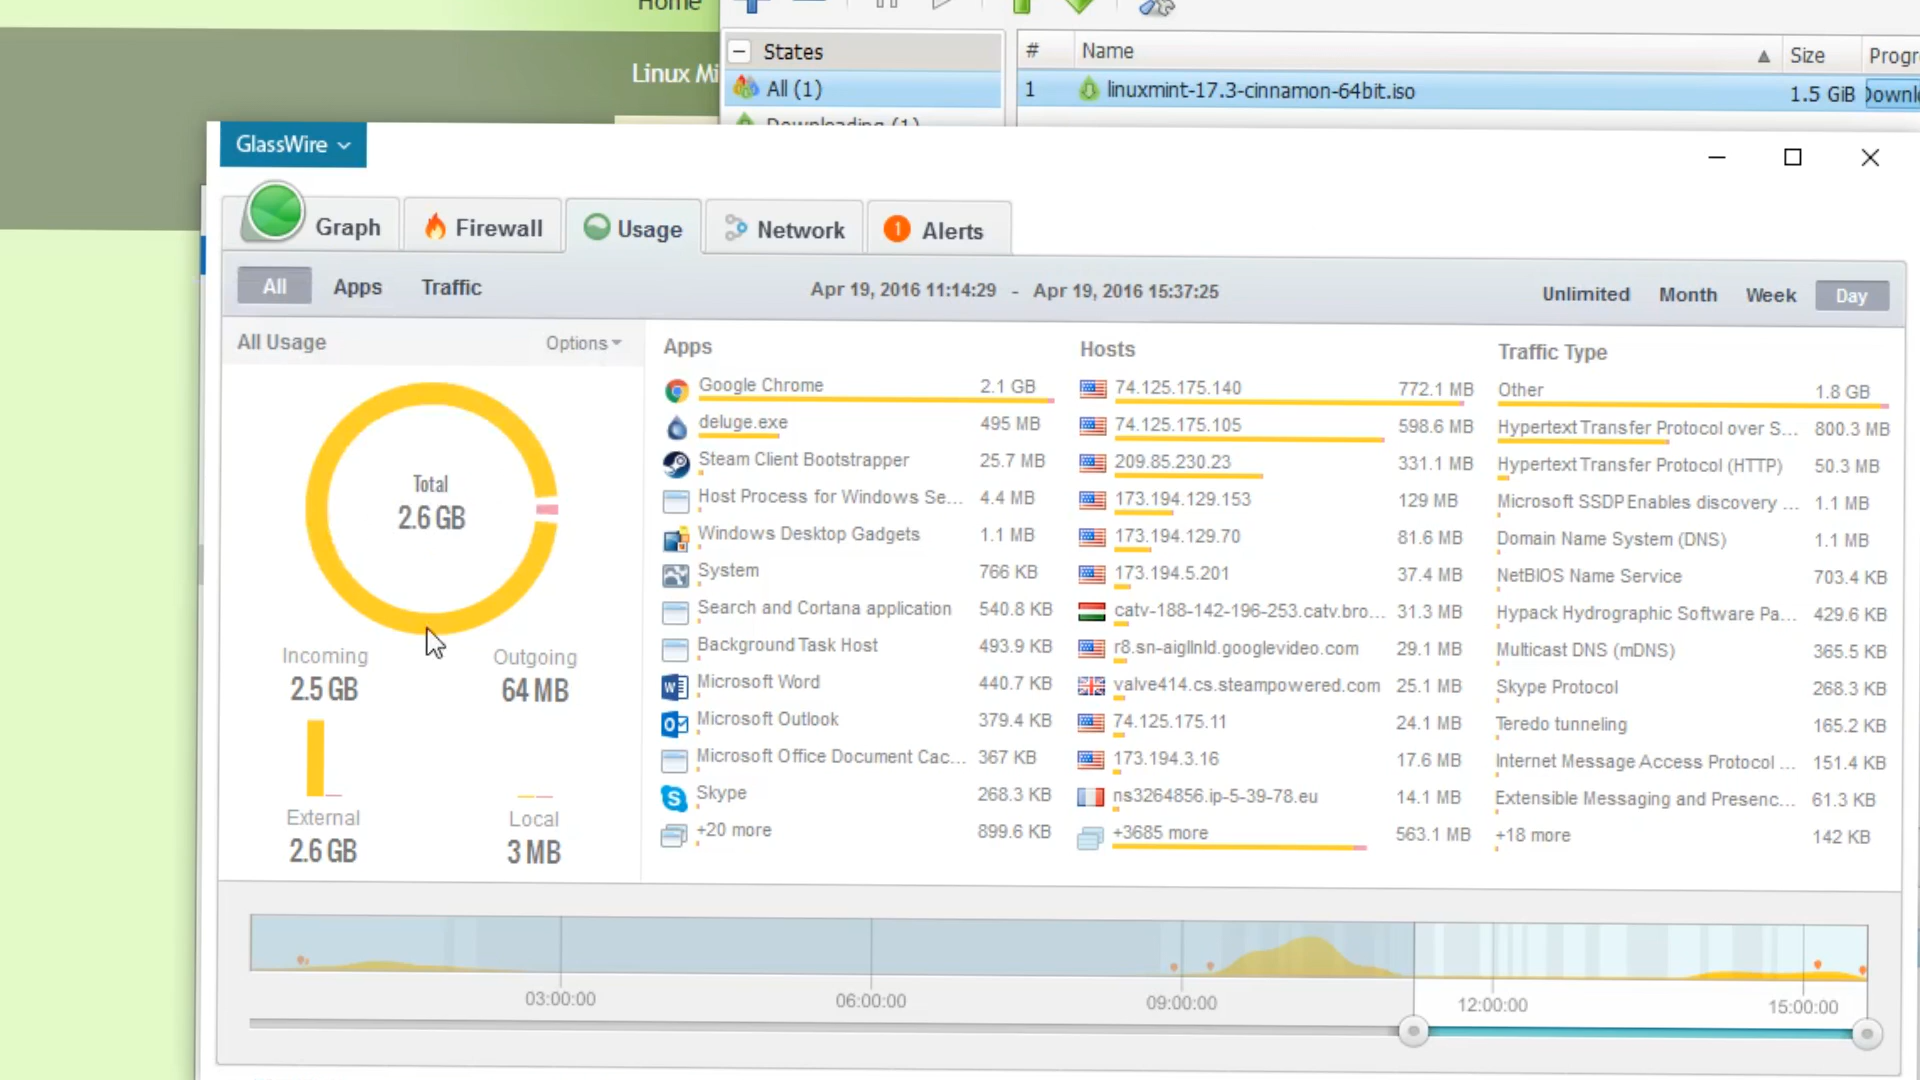 Home
Linux Mi
States
All (1)
Downloading (1)
# Name Size Progr
1 linuxmint-17.3-cinnamon-64bit.iso 1.5 GiB Downl
GlassWire
Graph Firewall Usage Network Alerts
All Apps Traffic Apr 19, 2016 11:14:29 - Apr 19, 2016 15:37:25 Unlimited Month Week Day
All Usage Options
Total
2.6 GB
Incoming Outgoing
2.5 GB 64 MB
External Local
2.6 GB 3 MB
Apps
Google Chrome 2.1 GB
deluge.exe 495 MB
Steam Client Bootstrapper 25.7 MB
Host Process for Windows Se... 4.4 MB
Windows Desktop Gadgets 1.1 MB
System 766 KB
Search and Cortana application 540.8 KB
Background Task Host 493.9 KB
Microsoft Word 440.7 KB
Microsoft Outlook 379.4 KB
Microsoft Office Document Cac... 367 KB
Skype 268.3 KB
+20 more 899.6 KB
Hosts
74.125.175.140 772.1 MB
74.125.175.105 598.6 MB
209.85.230.23 331.1 MB
173.194.129.153 129 MB
173.194.129.70 81.6 MB
173.194.5.201 37.4 MB
catv-188-142-196-253.catv.bro... 31.3 MB
r8.sn-aigllnld.googlevideo.com 29.1 MB
valve414.cs.steampowered.com 25.1 MB
74.125.175.11 24.1 MB
173.194.3.16 17.6 MB
ns3264856.ip-5-39-78.eu 14.1 MB
+3685 more 563.1 MB
Traffic Type
Other 1.8 GB
Hypertext Transfer Protocol over S... 800.3 MB
Hypertext Transfer Protocol (HTTP) 50.3 MB
Microsoft SSDP Enables discovery ... 1.1 MB
Domain Name System (DNS) 1.1 MB
NetBIOS Name Service 703.4 KB
Hypack Hydrographic Software Pa... 429.6 KB
Multicast DNS (mDNS) 365.5 KB
Skype Protocol 268.3 KB
Teredo tunneling 165.2 KB
Internet Message Access Protocol ... 151.4 KB
Extensible Messaging and Presenc... 61.3 KB
+18 more 142 KB
03:00:00 06:00:00 09:00:00 12:00:00 15:00:00